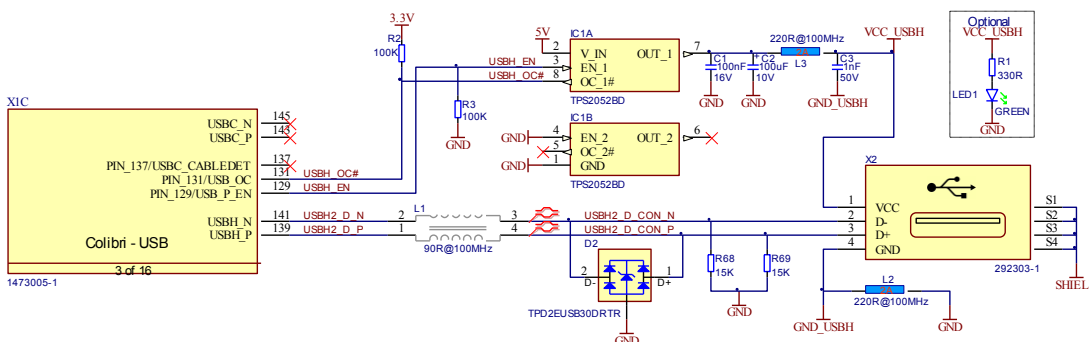 3.3V
R2
100K
5V
IC1A
2 V_IN OUT_1 7
3 EN_1
8 OC_1#
TPS2052BD
USBH_EN
USBH_OC#
R3
100K
GND
C1
100nF
16V
GND
C2
100uF
10V
GND
220R@100MHz
L3
C3
1nF
50V
GND_USBH
VCC_USBH
Optional
VCC_USBH
R1
330R
LED1
GREEN
GND
IC1B
GND 4 EN_2 OUT_2 6
5 OC_2#
GND 1 GND
TPS2052BD
X1C
USBC_N 145
USBC_P 143
PIN_137/USBC_CABLEDET 137
PIN_131/USB_OC 131 USBH_OC#
PIN_129/USB_P_EN 129 USBH_EN
USBH_N 141 USBH2_D_N
USBH_P 139 USBH2_D_P
Colibri - USB
3 of 16
1473005-1
L1
2 3
1 4
90R@100MHz
USBH2_D_CON_N
USBH2_D_CON_P
D2
2 1
D- D+
TPD2EUSB30DRTR
GND
R68
15K
R69
15K
GND
X2
1 VCC
2 D-
3 D+
4 GND
S1
S2
S3
S4
292303-1
SHIEL
L2
220R@100MHz
GND_USBH
GND